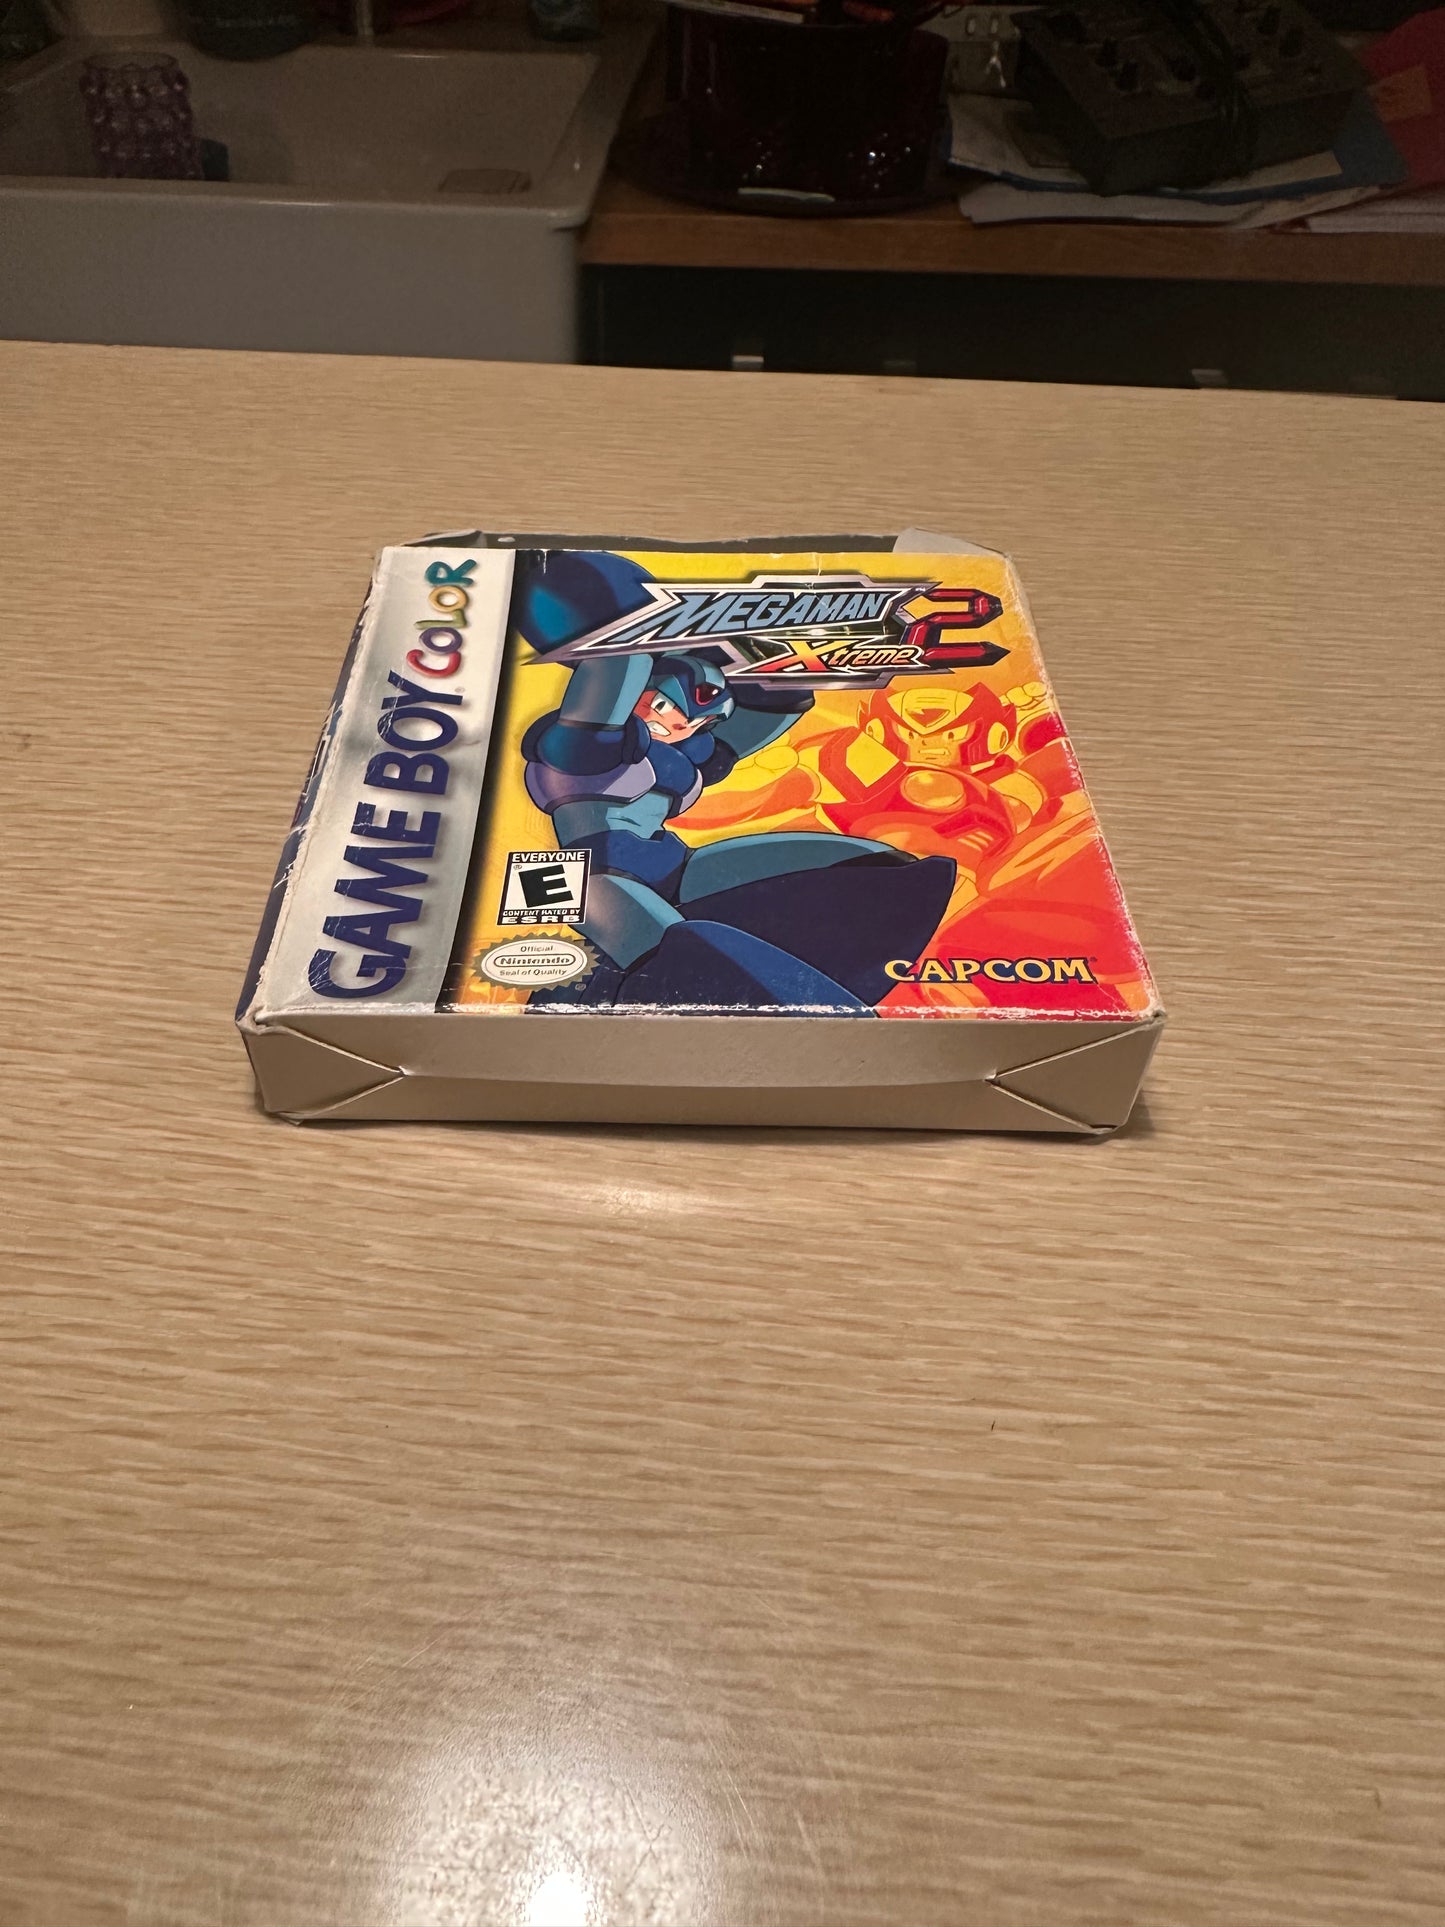 GAME BOY COLOR
MEGAMAN
Xtreme 2
EVERYONE
E
CONTENT RATED BY
ESRB
Official
Nintendo
Seal of Quality
CAPCOM